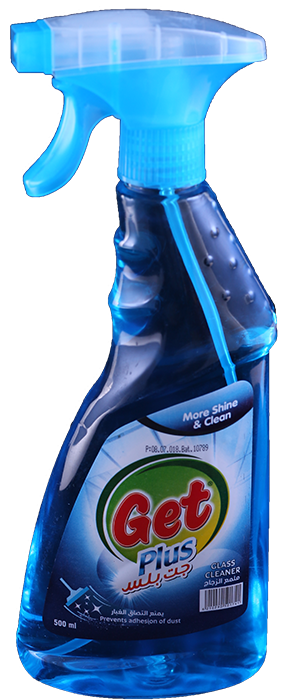 More Shine
& Clean
P:08.07.018.Bat.10799
Get
Plus
جت بلس
GLASS
CLEANER
ملمع الزجاج
يمنع التصاق الغبار
Prevents adhesion of dust
500 ml